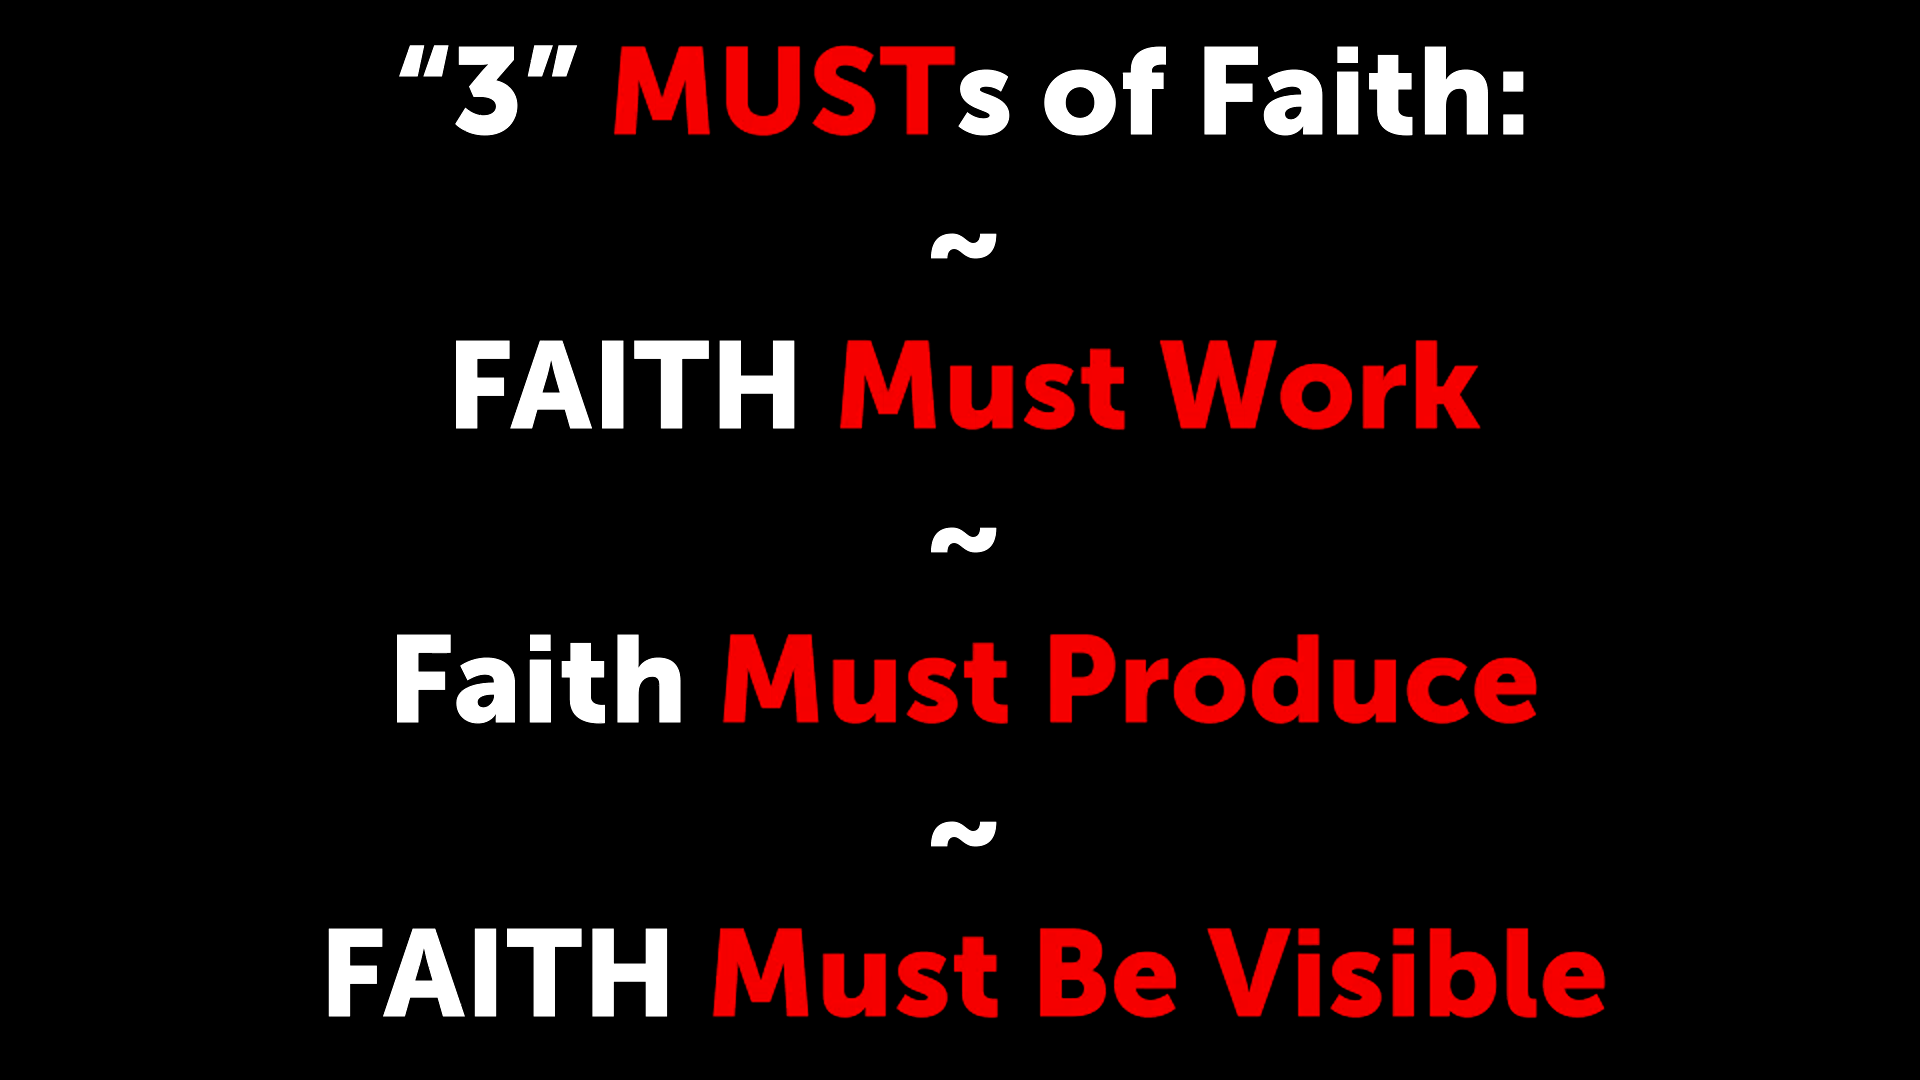 “3” MUSTs of Faith:
~
FAITH Must Work
~
Faith Must Produce
~
FAITH Must Be Visible